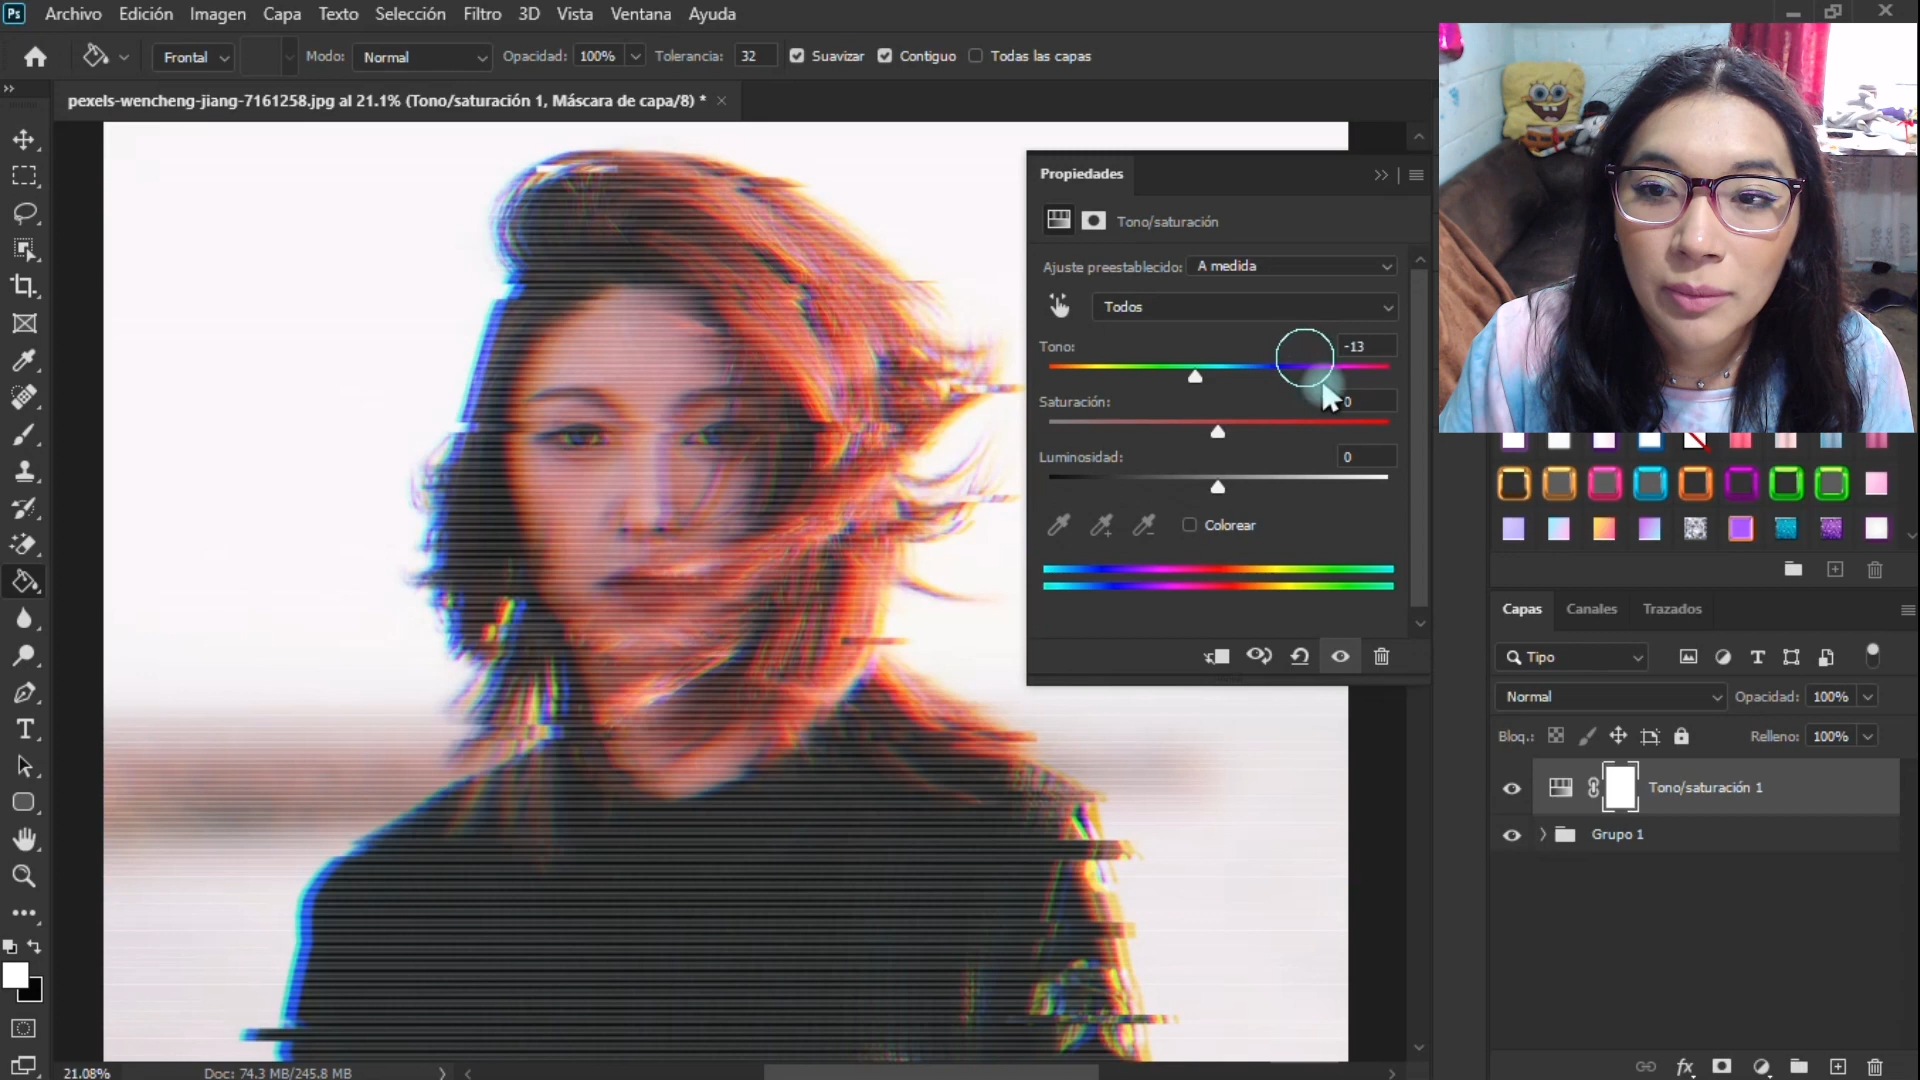 Ps Archivo Edición Imagen Capa Texto Selección Filtro 3D Vista Ventana Ayuda
Frontal Modo: Normal Opacidad: 100% Tolerancia: 32 Suavizar Contiguo Todas las capas
pexels-wencheng-jiang-7161258.jpg al 21.1% (Tono/saturación 1, Máscara de capa/8) *
Propiedades
Tono/saturación
Ajuste preestablecido: A medida
Todos
Tono: -13
Saturación: 0
Luminosidad: 0
Colorear
Capas Canales Trazados
Tipo
Normal Opacidad: 100%
Bloq.: Relleno: 100%
Tono/saturación 1
Grupo 1
21.08% Doc: 74.3 MB/245.8 MB